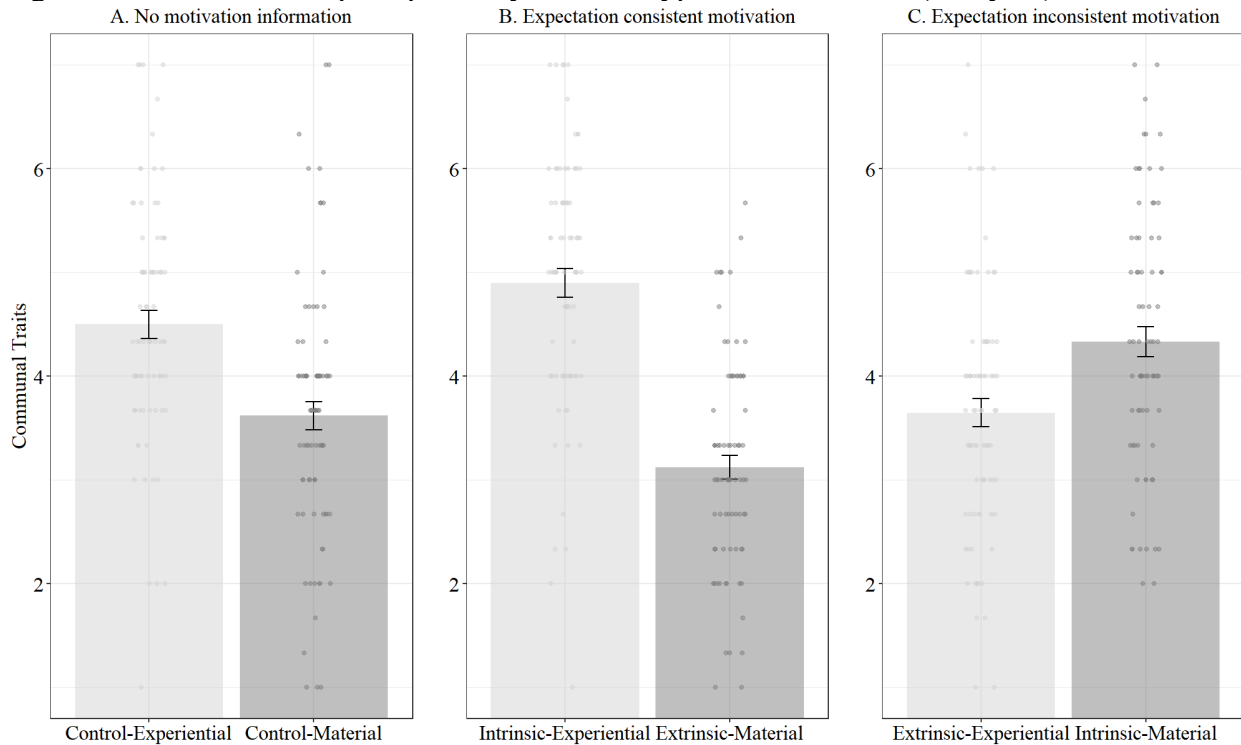 A. No motivation information
B. Expectation consistent motivation
C. Expectation inconsistent motivation
Communal Traits
6
4
2
Control-Experiential Control-Material
6
4
2
Intrinsic-Experiential Extrinsic-Material
6
4
2
Extrinsic-Experiential Intrinsic-Material